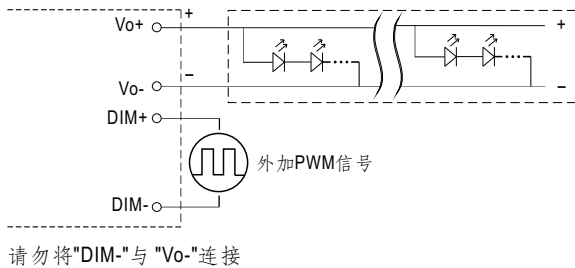 Vo+
+
+
Vo-
−
−
DIM+
外加PWM信号
DIM-
请勿将"DIM-"与 "Vo-"连接